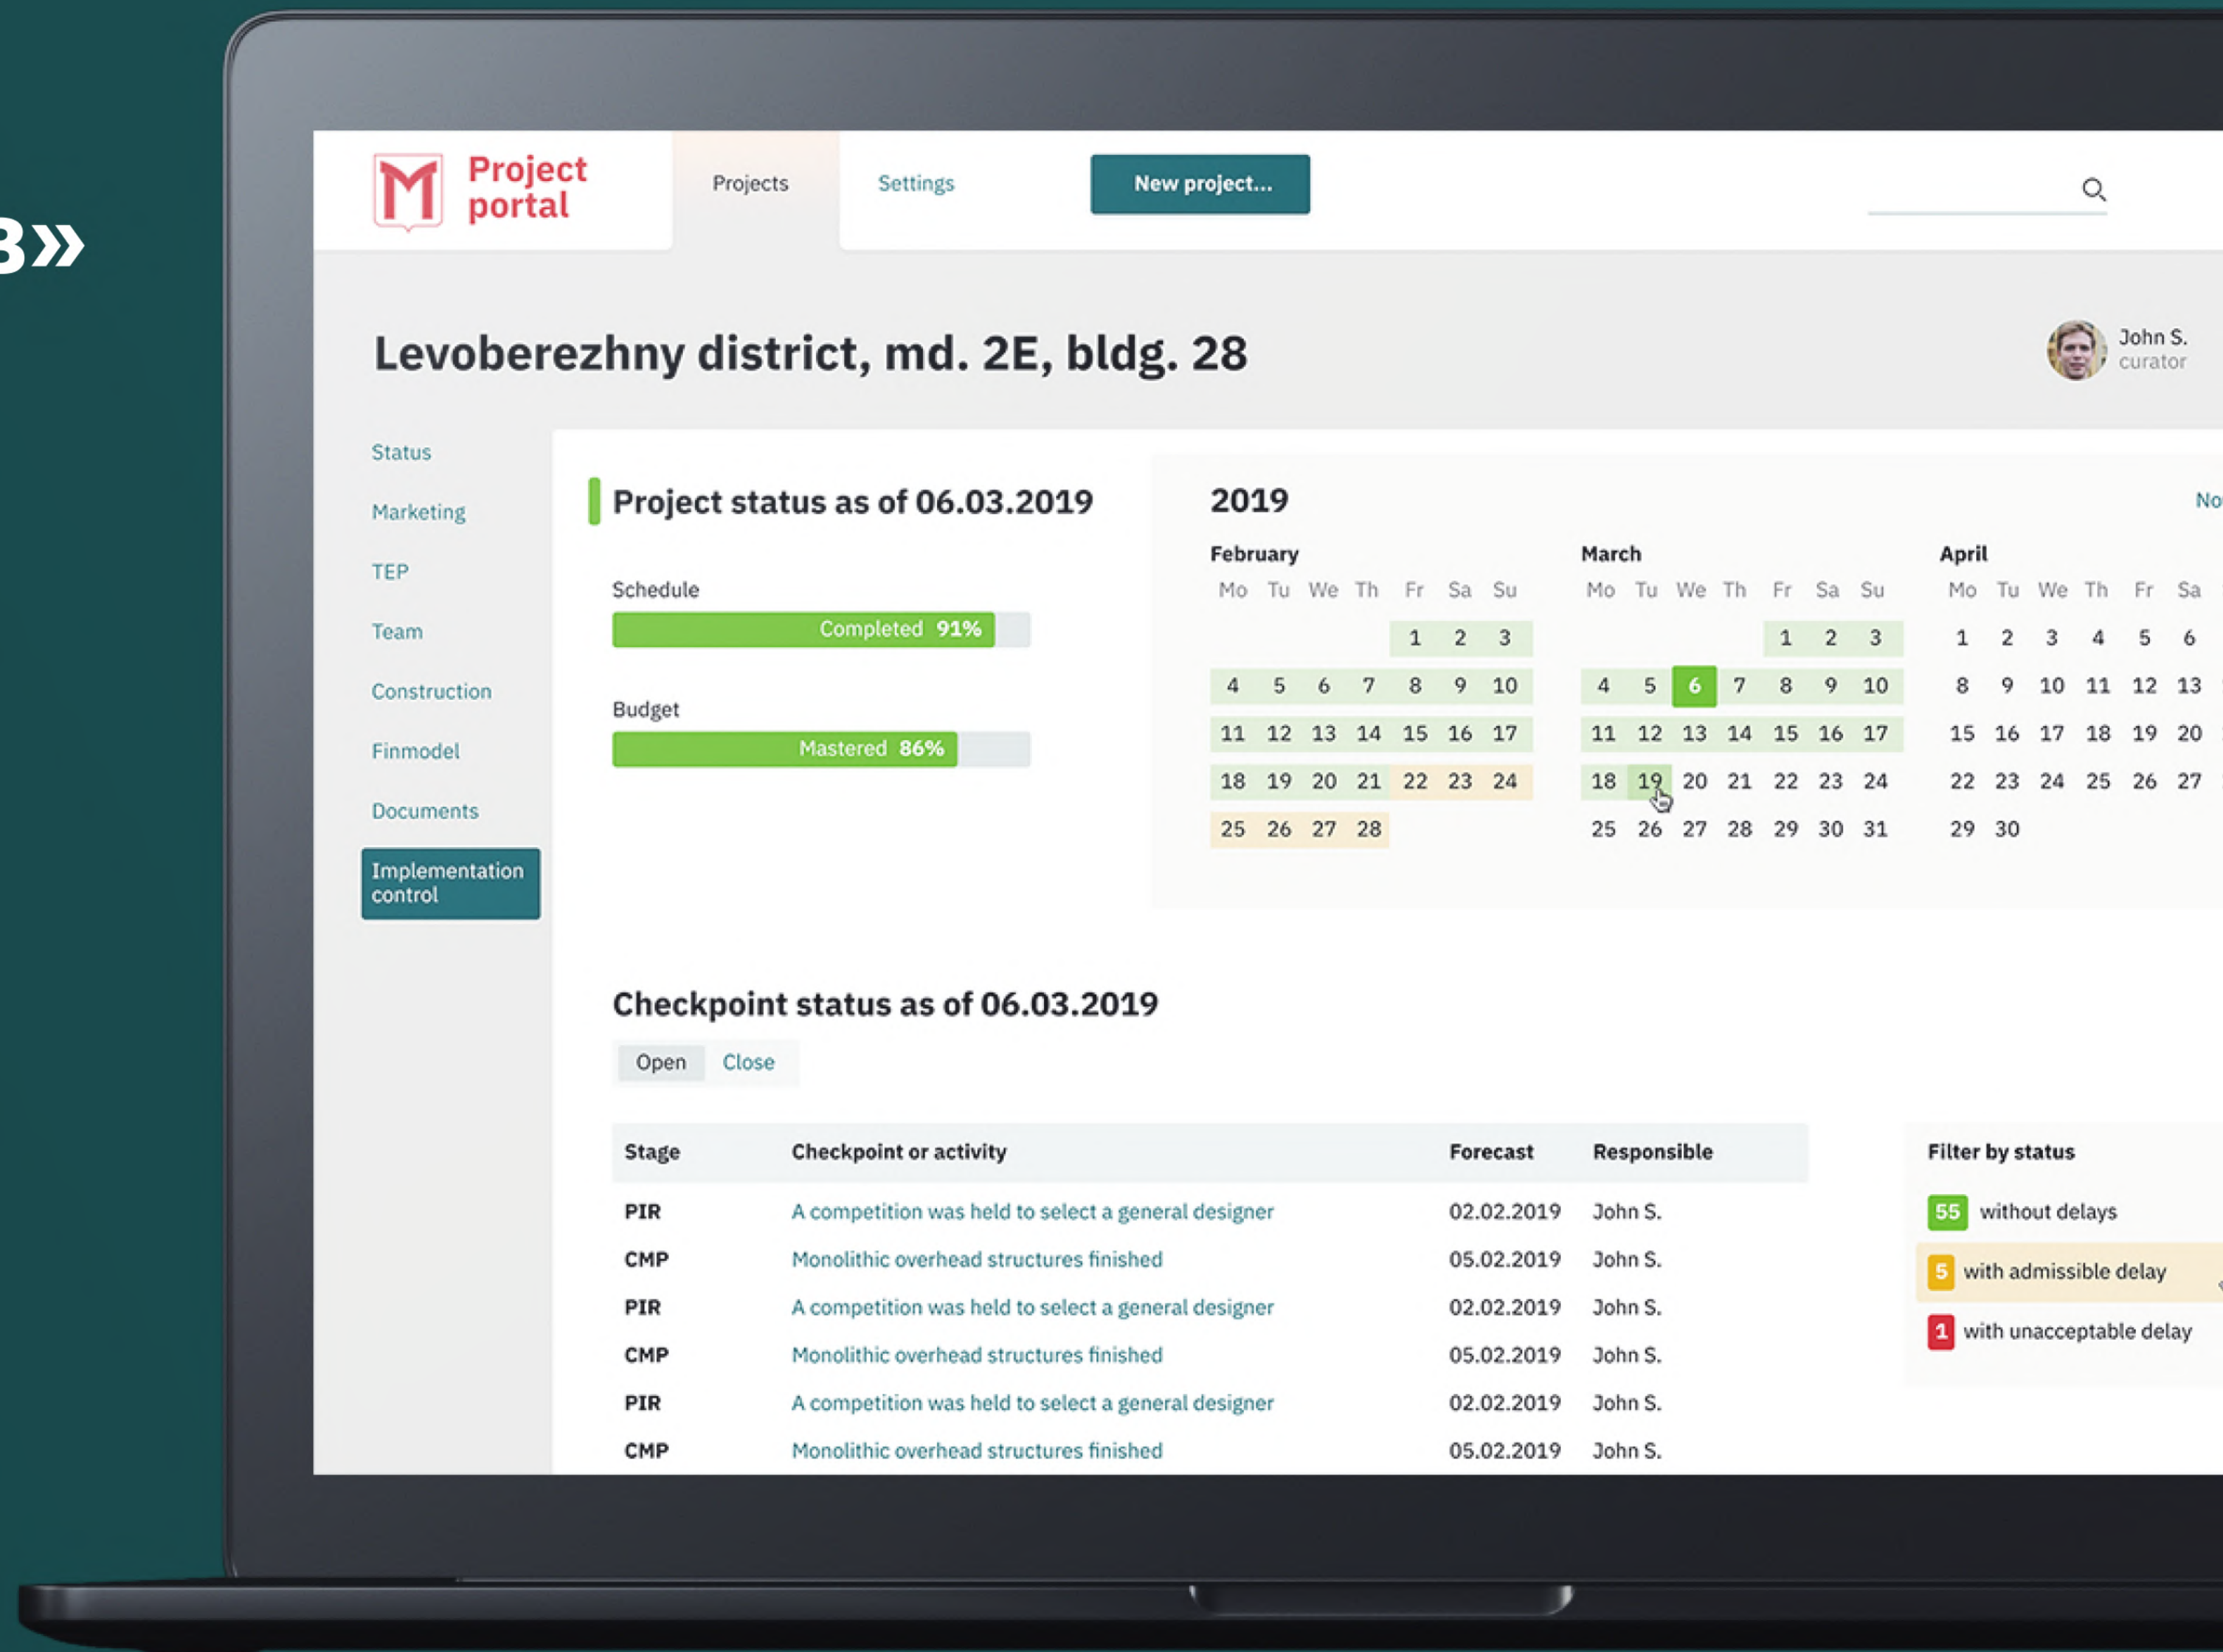 в»
Project
portal
Projects
Settings
New project...
Levoberezhny district, md. 2E, bldg. 28
John S.
curator
Status
Marketing
TEP
Team
Construction
Finmodel
Documents
Implementation
control
Project status as of 06.03.2019
Schedule
Completed 91%
Budget
Mastered 86%
2019
February
Mo Tu We Th Fr Sa Su
1 2 3
4 5 6 7 8 9 10
11 12 13 14 15 16 17
18 19 20 21 22 23 24
25 26 27 28
March
Mo Tu We Th Fr Sa Su
1 2 3
4 5 6 7 8 9 10
11 12 13 14 15 16 17
18 19 20 21 22 23 24
25 26 27 28 29 30 31
April
Mo Tu We Th Fr Sa
1 2 3 4 5 6
8 9 10 11 12 13
15 16 17 18 19 20
22 23 24 25 26 27
29 30
Checkpoint status as of 06.03.2019
Open Close
Stage Checkpoint or activity Forecast Responsible
PIR A competition was held to select a general designer 02.02.2019 John S.
CMP Monolithic overhead structures finished 05.02.2019 John S.
PIR A competition was held to select a general designer 02.02.2019 John S.
CMP Monolithic overhead structures finished 05.02.2019 John S.
PIR A competition was held to select a general designer 02.02.2019 John S.
CMP Monolithic overhead structures finished 05.02.2019 John S.
Filter by status
55 without delays
5 with admissible delay
1 with unacceptable delay